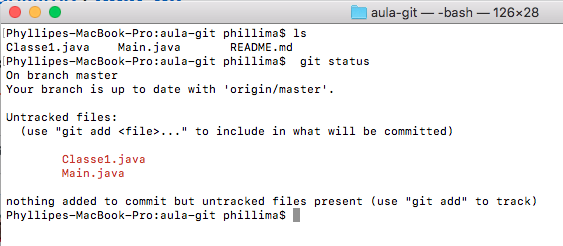 aula-git — -bash — 126×28
[Phyllipes-MacBook-Pro:aula-git phillima$ ls
Classe1.java    Main.java       README.md
[Phyllipes-MacBook-Pro:aula-git phillima$  git status
On branch master
Your branch is up to date with 'origin/master'.
Untracked files:
  (use "git add <file>..." to include in what will be committed)
        Classe1.java
        Main.java
nothing added to commit but untracked files present (use "git add" to track)
Phyllipes-MacBook-Pro:aula-git phillima$